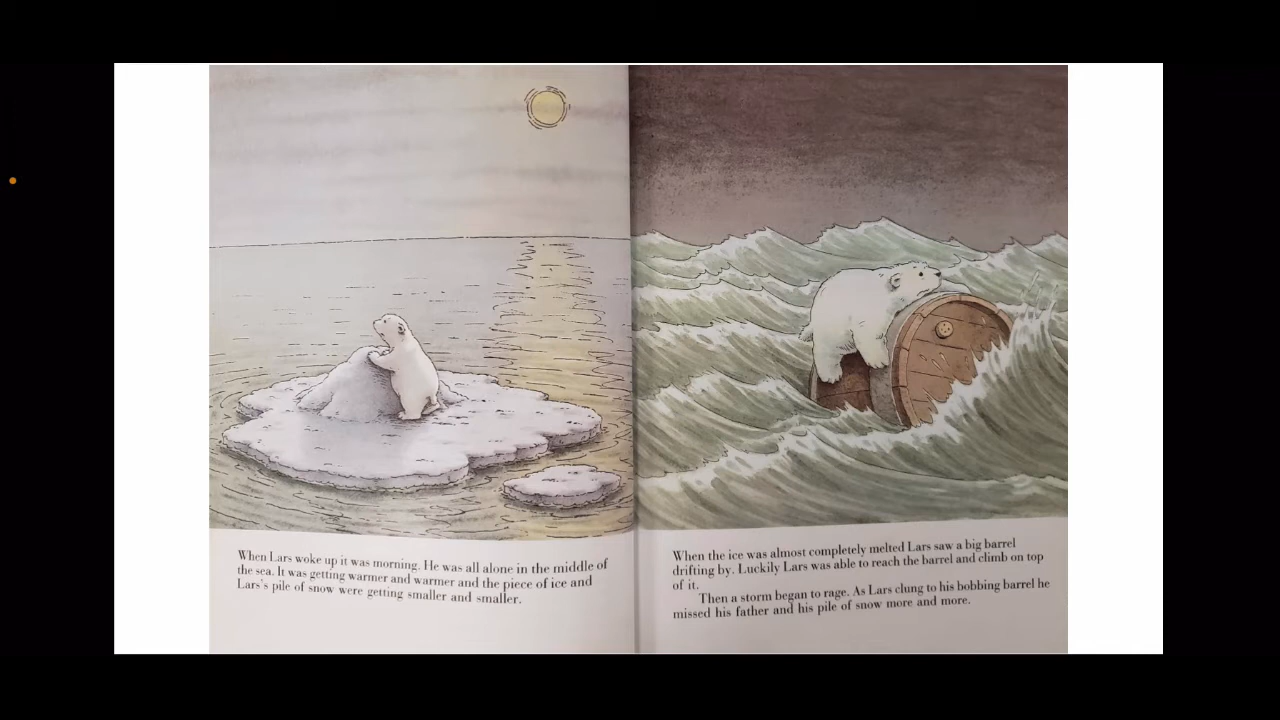 When Lars woke up it was morning. He was all alone in the middle of
the sea. It was getting warmer and warmer and the piece of ice and
Lars's pile of snow were getting smaller and smaller.
When the ice was almost completely melted Lars saw a big barrel
drifting by. Luckily Lars was able to reach the barrel and climb on top
of it.
Then a storm began to rage. As Lars clung to his bobbing barrel he
missed his father and his pile of snow more and more.